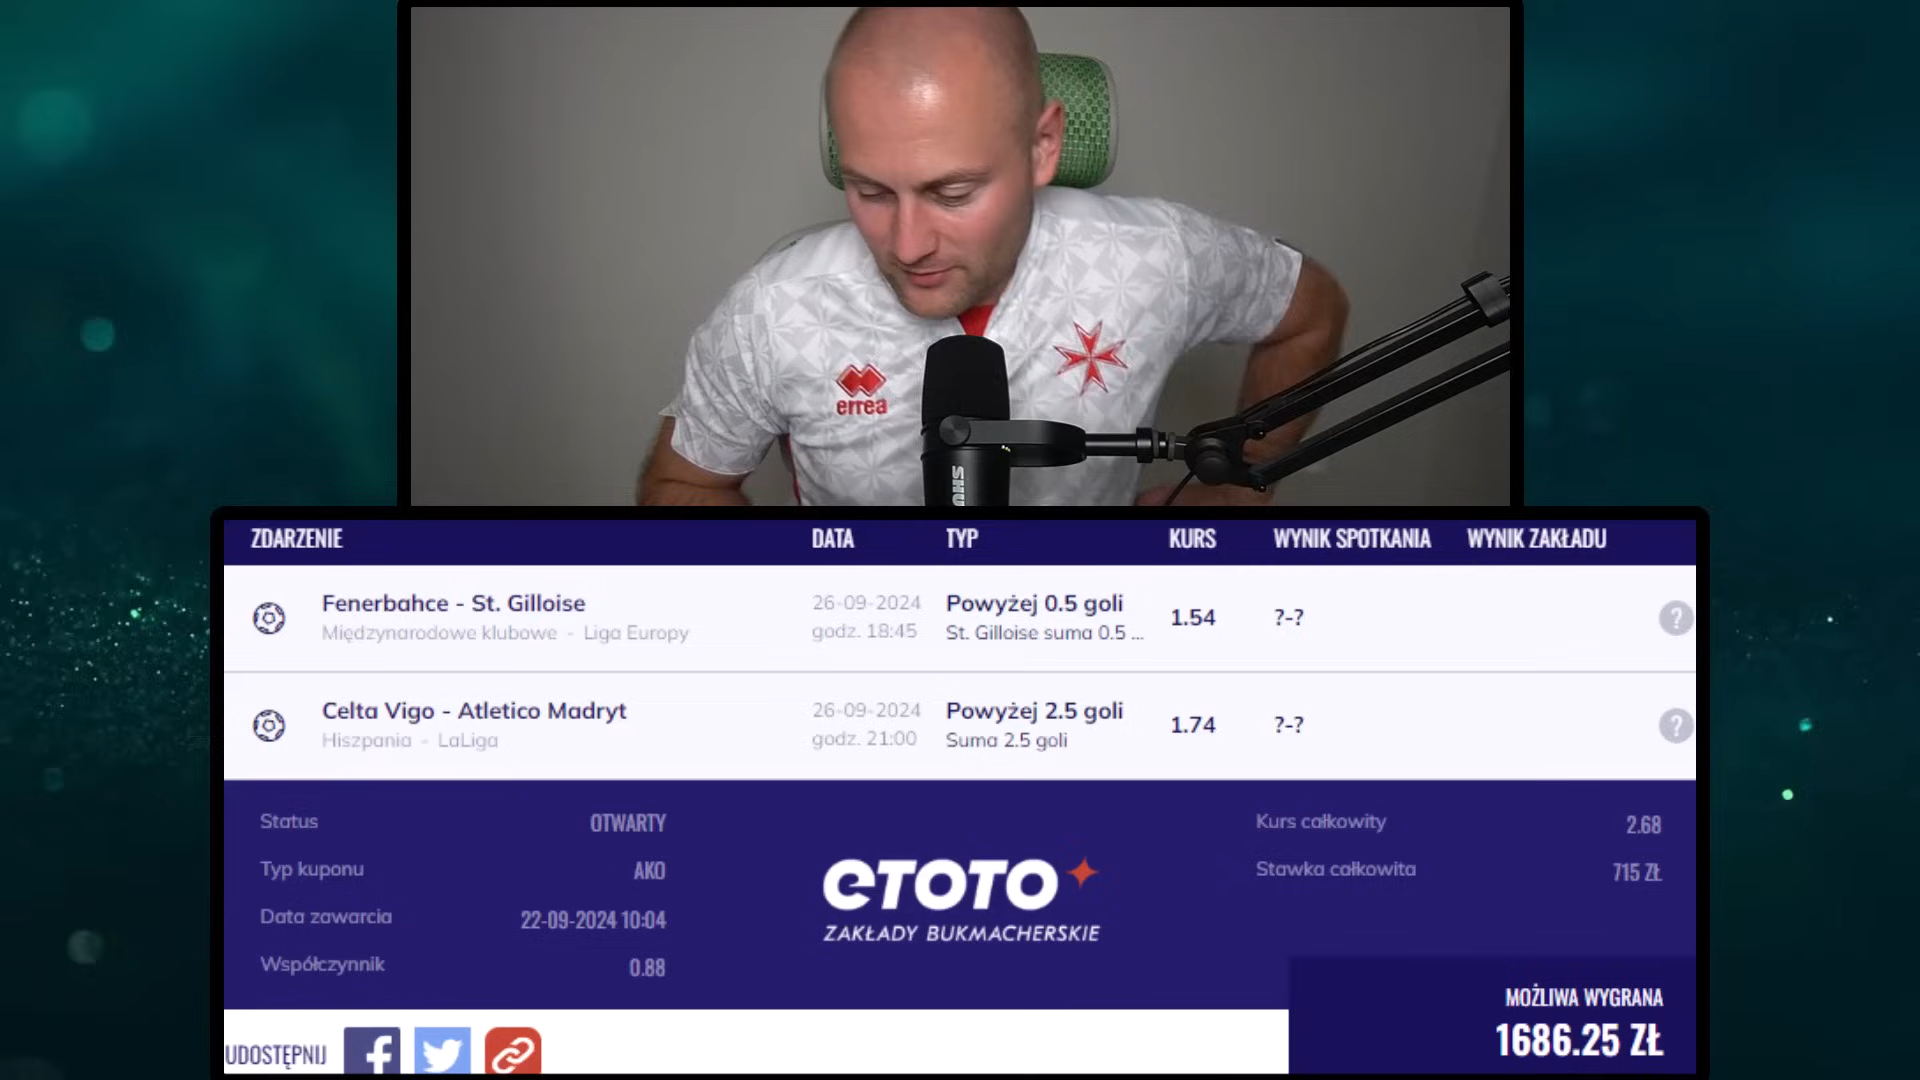 errea
SHU
ZDARZENIE DATA TYP KURS WYNIK SPOTKANIA WYNIK ZAKŁADU
Fenerbahce - St. Gilloise 26-09-2024 Powyżej 0.5 goli 1.54 ?-? ?
Międzynarodowe klubowe - Liga Europy godz. 18:45 St. Gilloise suma 0.5 ...
Celta Vigo - Atletico Madryt 26-09-2024 Powyżej 2.5 goli 1.74 ?-? ?
Hiszpania - LaLiga godz. 21:00 Suma 2.5 goli
Status OTWARTY Kurs całkowity 2.68
Typ kuponu AKO Stawka całkowita 715 ZŁ
eTOTO
Data zawarcia 22-09-2024 10:04
ZAKŁADY BUKMACHERSKIE
Współczynnik 0.88
MOŻLIWA WYGRANA
1686.25 ZŁ
UDOSTĘPNIJ